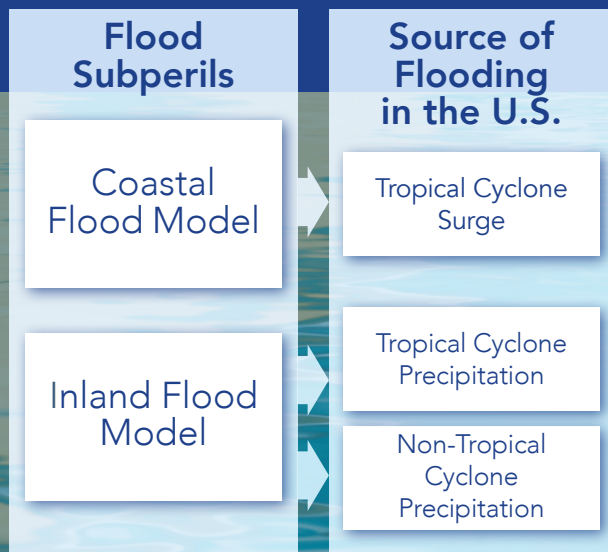 Flood
Subperils
Coastal
Flood Model
Inland Flood
Model
Source of
Flooding
in the U.S.
Tropical Cyclone
Surge
Tropical Cyclone
Precipitation
Non-Tropical
Cyclone
Precipitation